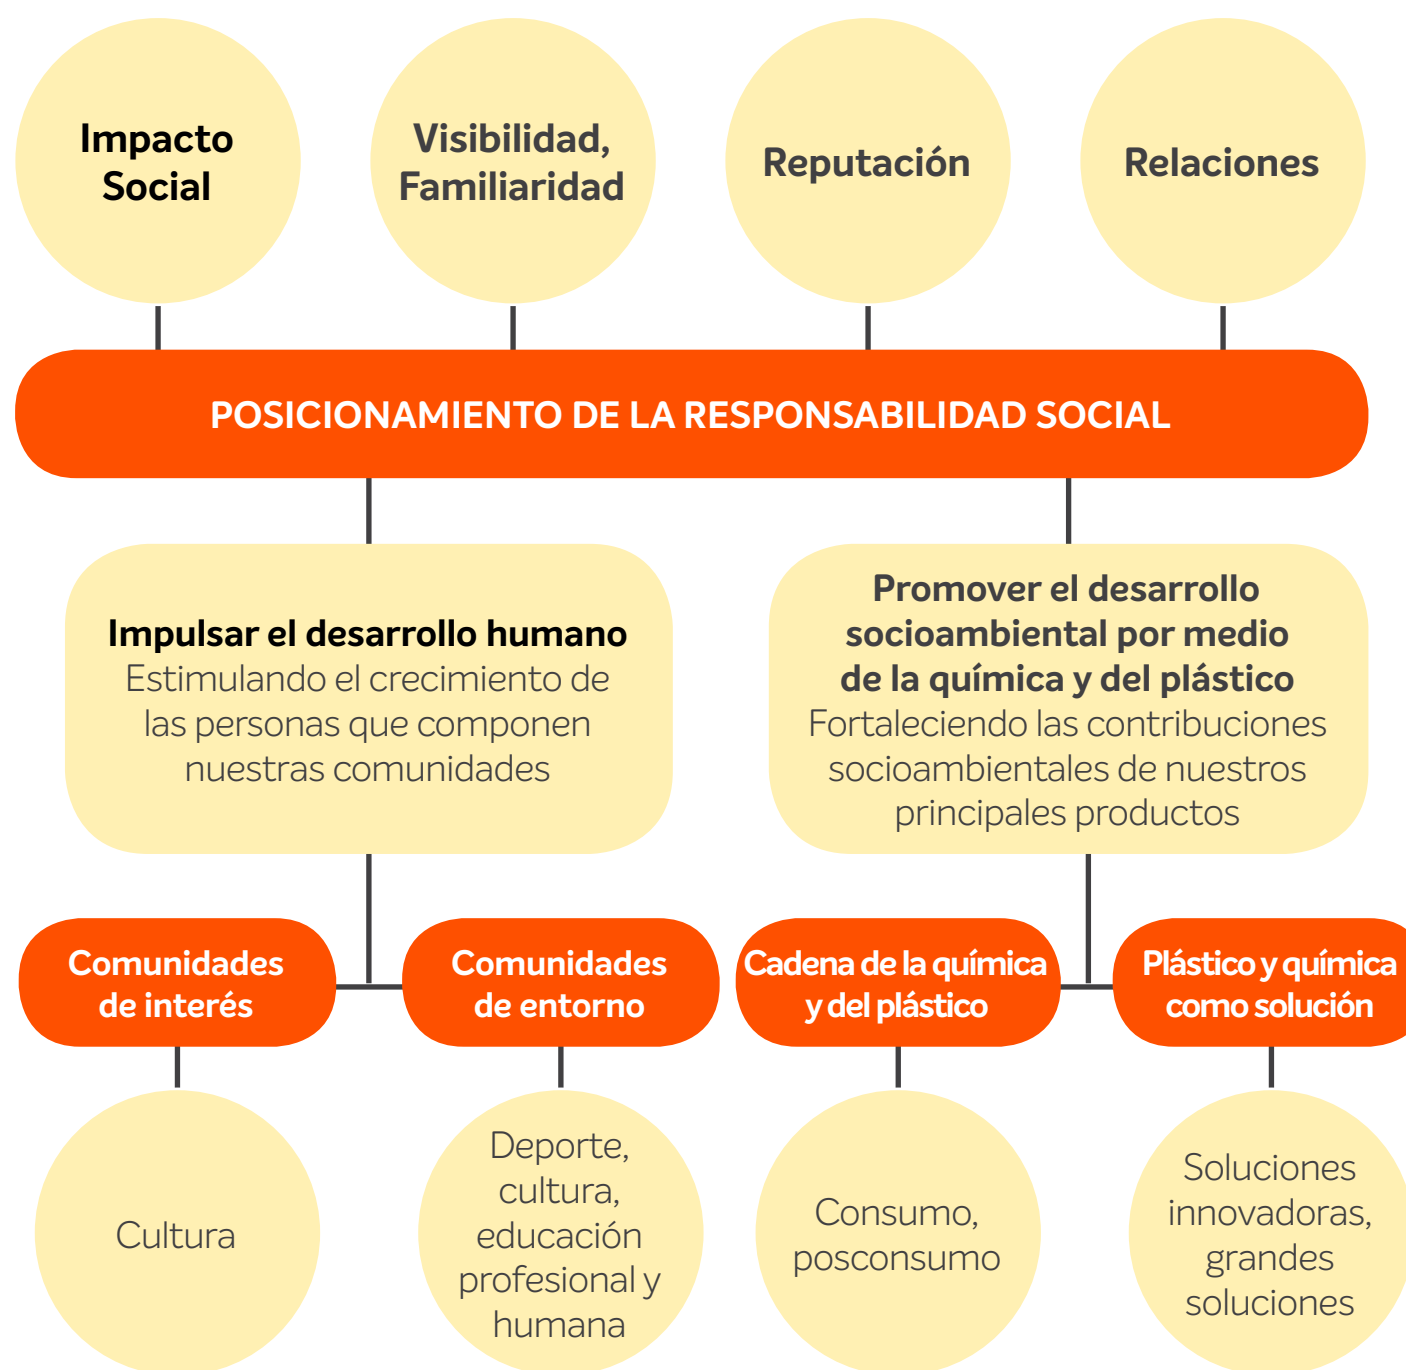 Impacto
Social
Visibilidad,
Familiaridad
Reputación
Relaciones
POSICIONAMIENTO DE LA RESPONSABILIDAD SOCIAL
Impulsar el desarrollo humano
Estimulando el crecimiento de
las personas que componen
nuestras comunidades
Promover el desarrollo
socioambiental por medio
de la química y del plástico
Fortaleciendo las contribuciones
socioambientales de nuestros
principales productos
Comunidades
de interés
Comunidades
de entorno
Cadena de la química
y del plástico
Plástico y química
como solución
Cultura
Deporte,
cultura,
educación
profesional y
humana
Consumo,
posconsumo
Soluciones
innovadoras,
grandes
soluciones